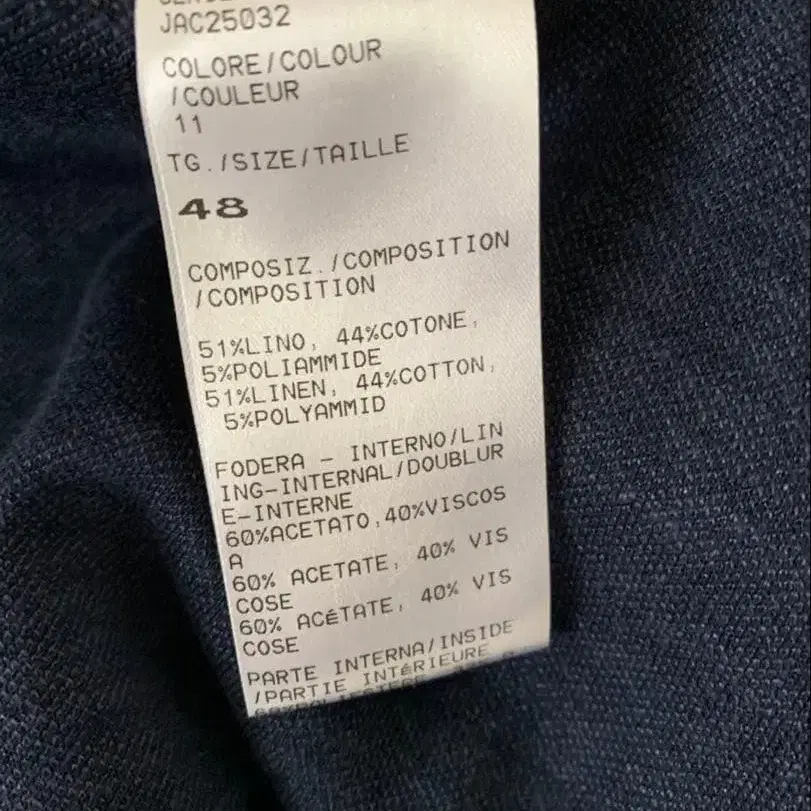 JAC25032
COLORE/COLOUR
/COULEUR
11
TG./SIZE/TAILLE
48
COMPOSIZ./COMPOSITION
/COMPOSITION
51%LINO, 44%COTONE,
5%POLIAMMIDE
51%LINEN, 44%COTTON,
5%POLYAMMID
FODERA - INTERNO/LIN
ING-INTERNAL/DOUBLUR
E-INTERNE
60%ACETATO,40%VISCOS
A
60% ACETATE, 40% VIS
COSE
60% ACéTATE, 40% VIS
COSE
PARTE INTERNA/INSIDE
/PARTIE INTéRIEURE